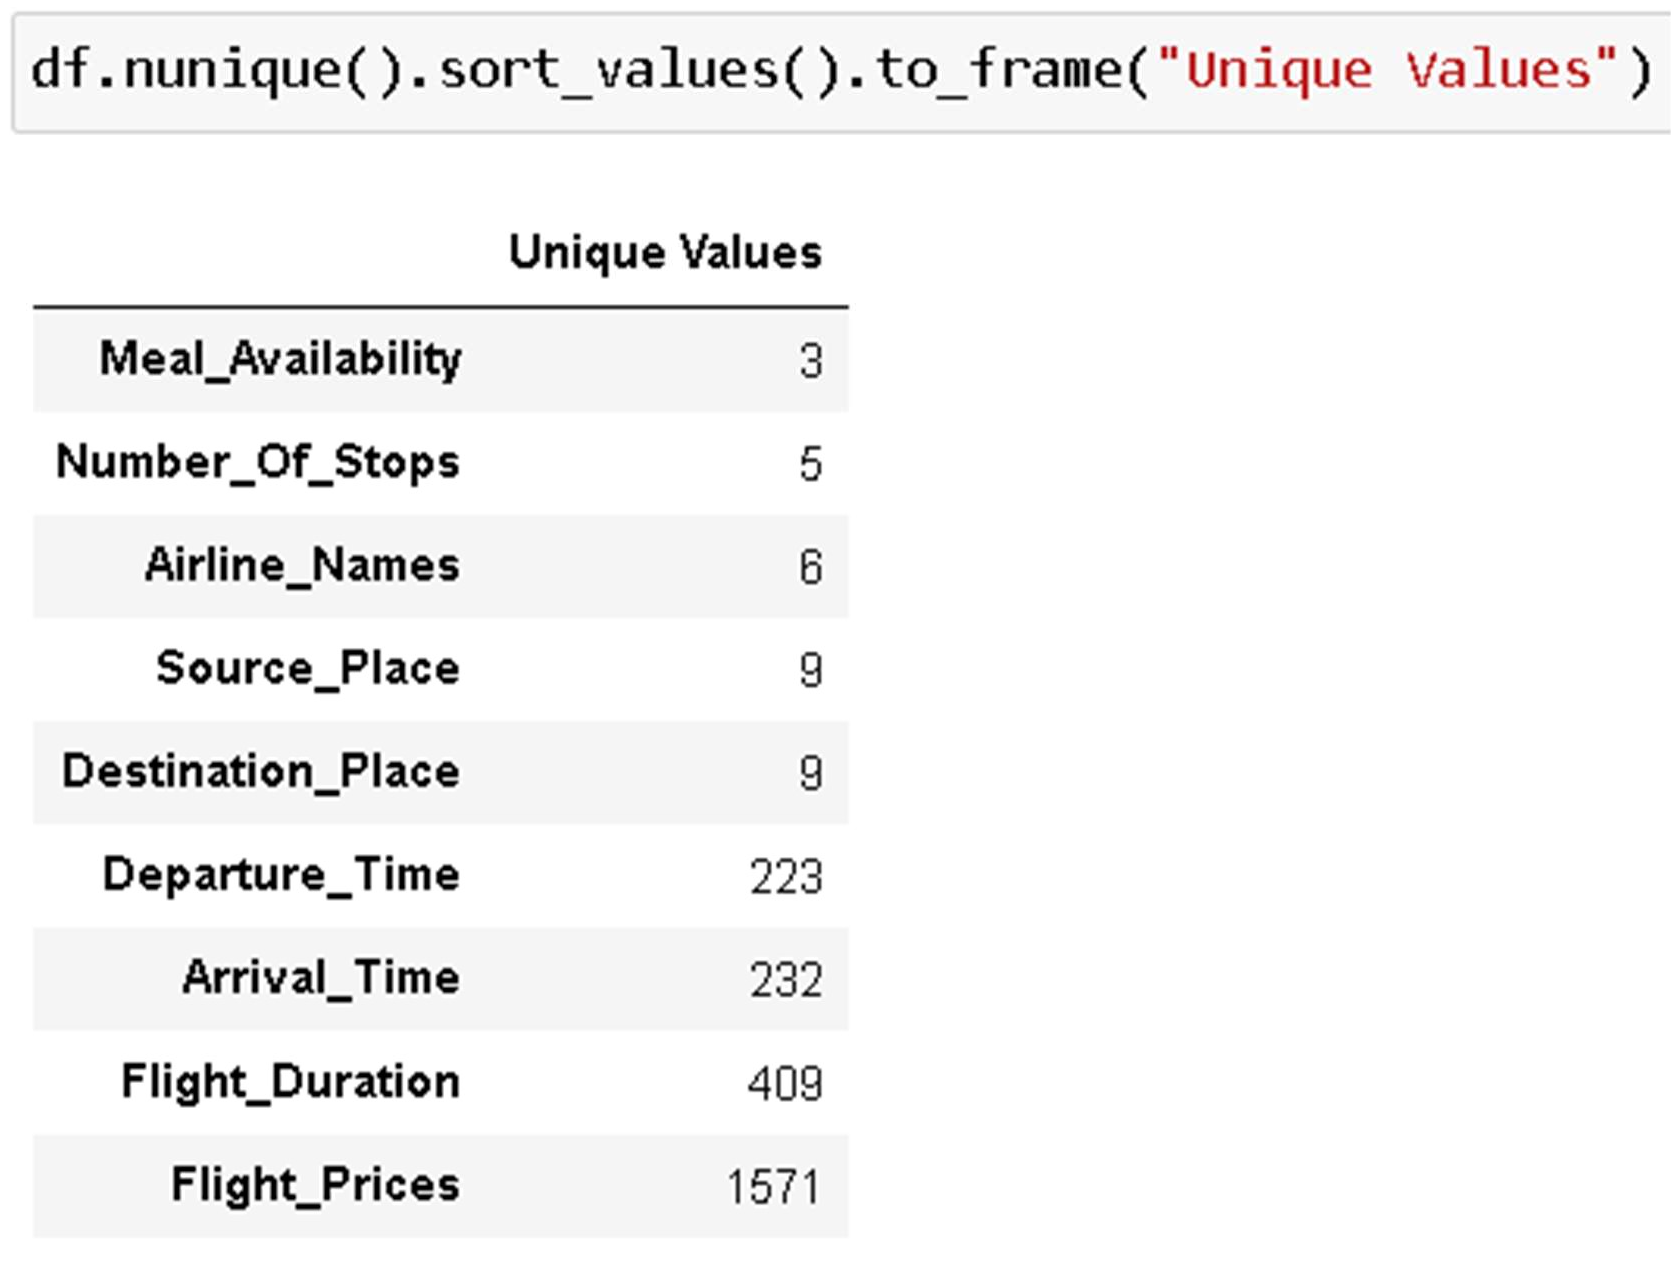 df.nunique().sort_values().to_frame("Unique Values")
Unique Values
Meal_Availability 3
Number_Of_Stops 5
Airline_Names 6
Source_Place 9
Destination_Place 9
Departure_Time 223
Arrival_Time 232
Flight_Duration 409
Flight_Prices 1571